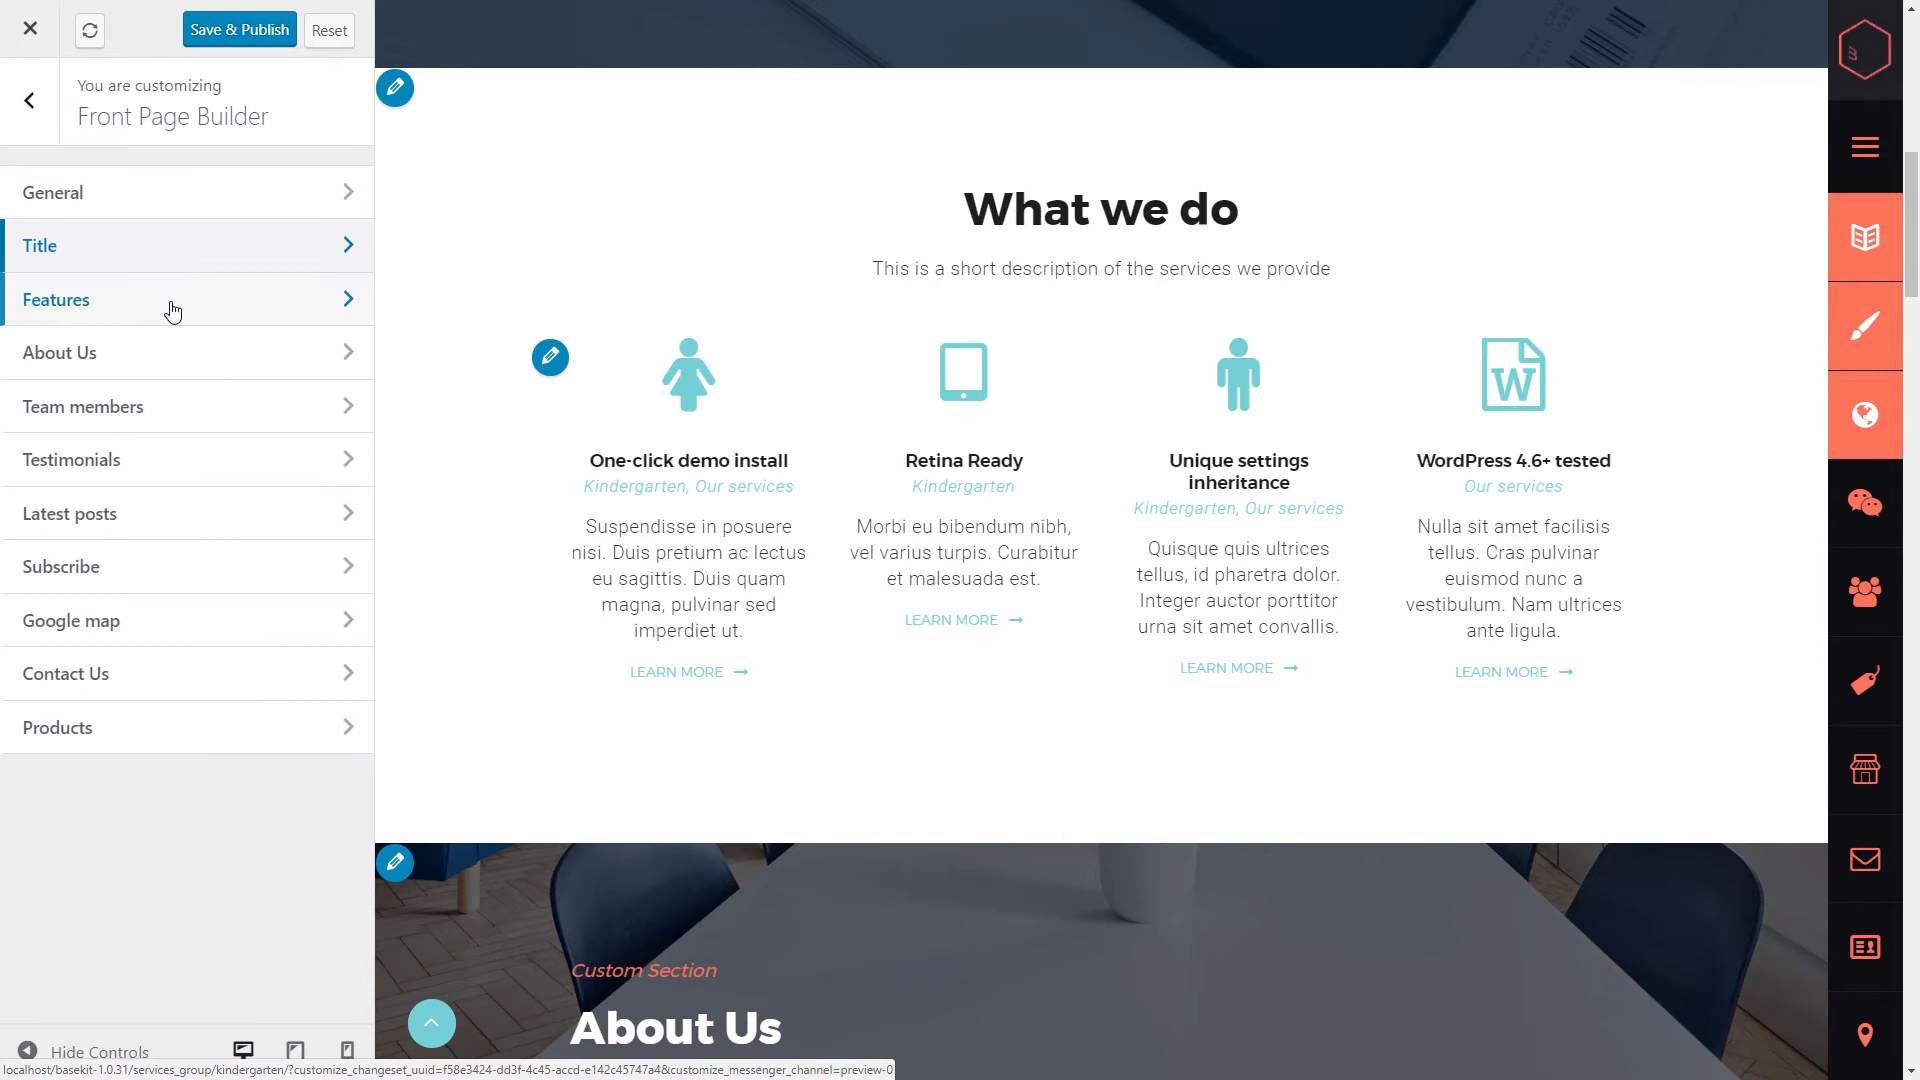 Save & Publish
Reset
You are customizing
Front Page Builder
General
Title
Features
About Us
Team members
Testimonials
Latest posts
Subscribe
Google map
Contact Us
Products
Hide Controls
What we do
This is a short description of the services we provide
One-click demo install
Kindergarten, Our services
Suspendisse in posuere
nisi. Duis pretium ac lectus
eu sagittis. Duis quam
magna, pulvinar sed
imperdiet ut.
LEARN MORE
Retina Ready
Kindergarten
Morbi eu bibendum nibh,
vel varius turpis. Curabitur
et malesuada est.
LEARN MORE
Unique settings
inheritance
Kindergarten, Our services
Quisque quis ultrices
tellus, id pharetra dolor.
Integer auctor porttitor
urna sit amet convallis.
LEARN MORE
W
WordPress 4.6+ tested
Our services
Nulla sit amet facilisis
tellus. Cras pulvinar
euismod nunc a
vestibulum. Nam ultrices
ante ligula.
LEARN MORE
Custom Section
About Us
localhost/basekit-1.0.31/services_group/kindergarten/?customize_changeset_uuid=f58e3424-dd3f-4c45-accd-e142c45747a4&customize_messenger_channel=preview-0